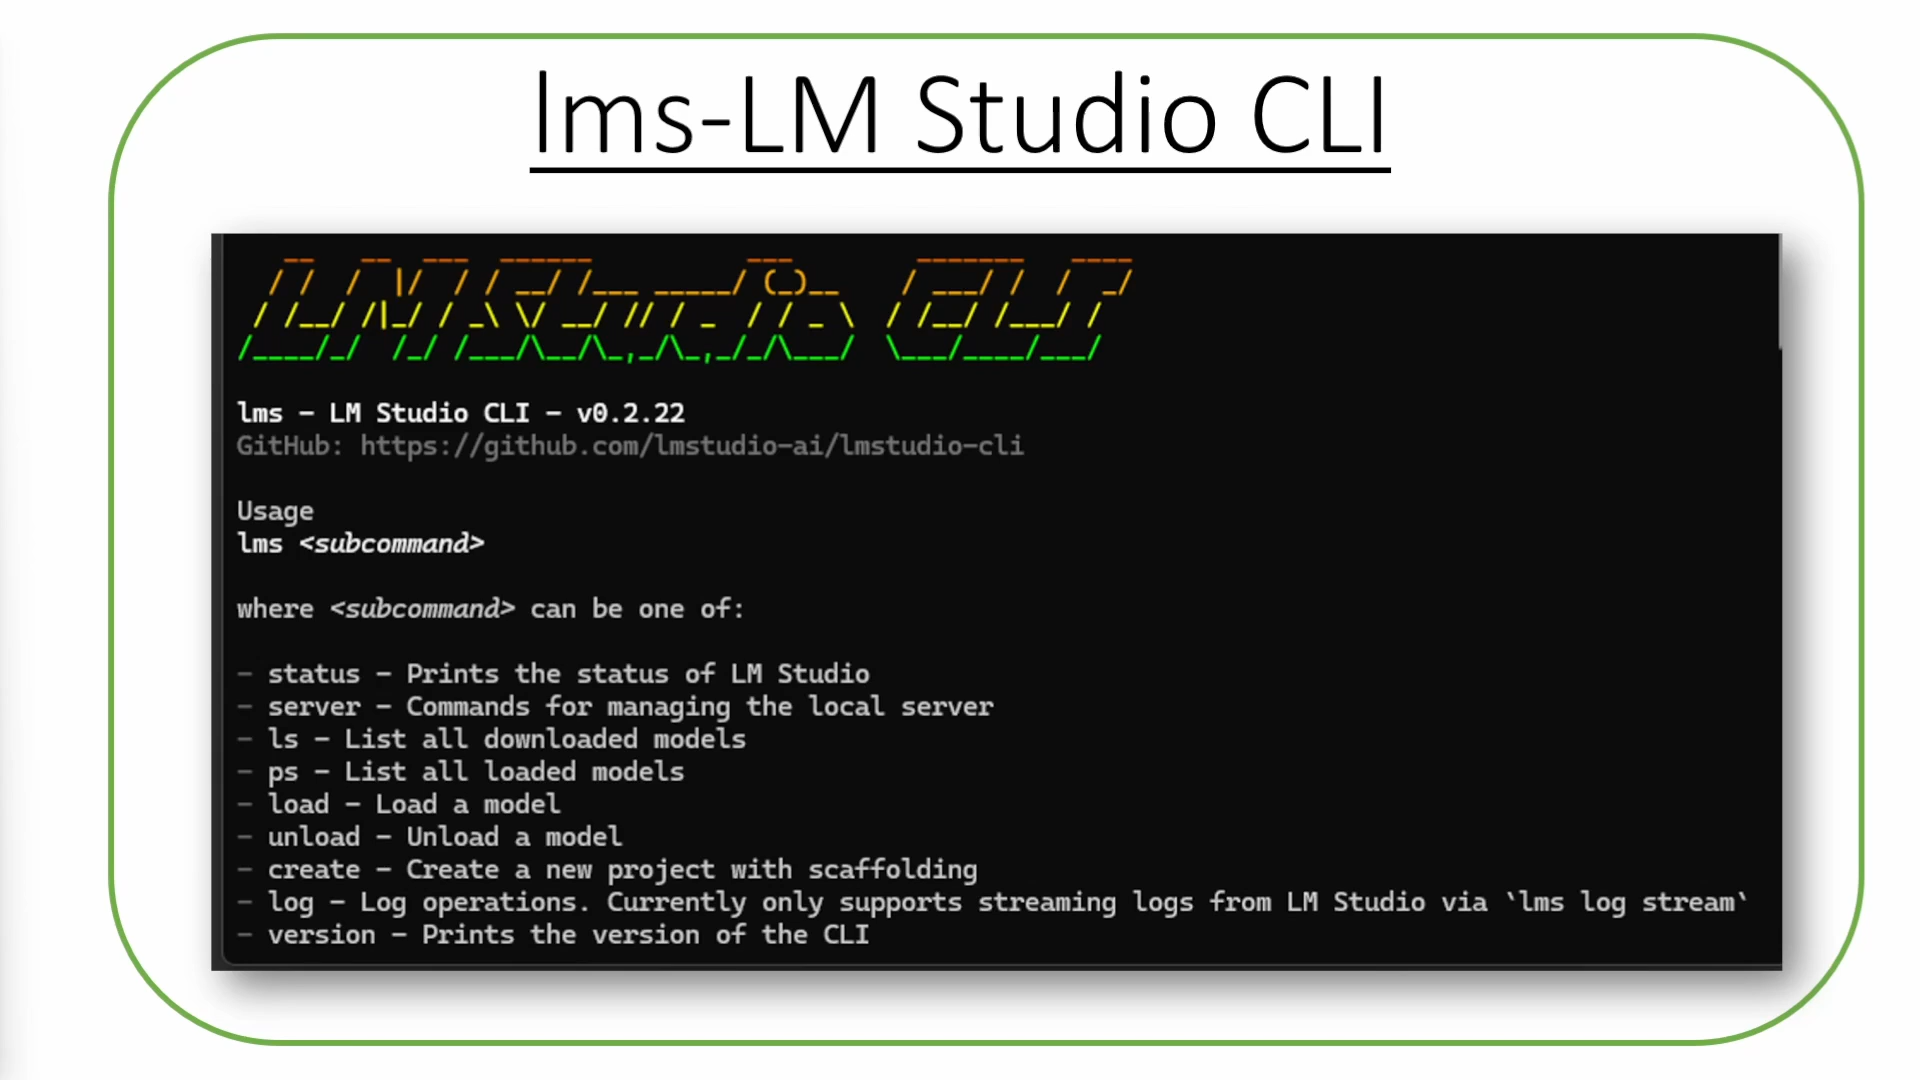 lms-LM Studio CLI
LM Studio CLI
lms - LM Studio CLI - v0.2.22
GitHub: https://github.com/lmstudio-ai/lmstudio-cli
Usage
lms <subcommand>
where <subcommand> can be one of:
- status - Prints the status of LM Studio
- server - Commands for managing the local server
- ls - List all downloaded models
- ps - List all loaded models
- load - Load a model
- unload - Unload a model
- create - Create a new project with scaffolding
- log - Log operations. Currently only supports streaming logs from LM Studio via `lms log stream`
- version - Prints the version of the CLI